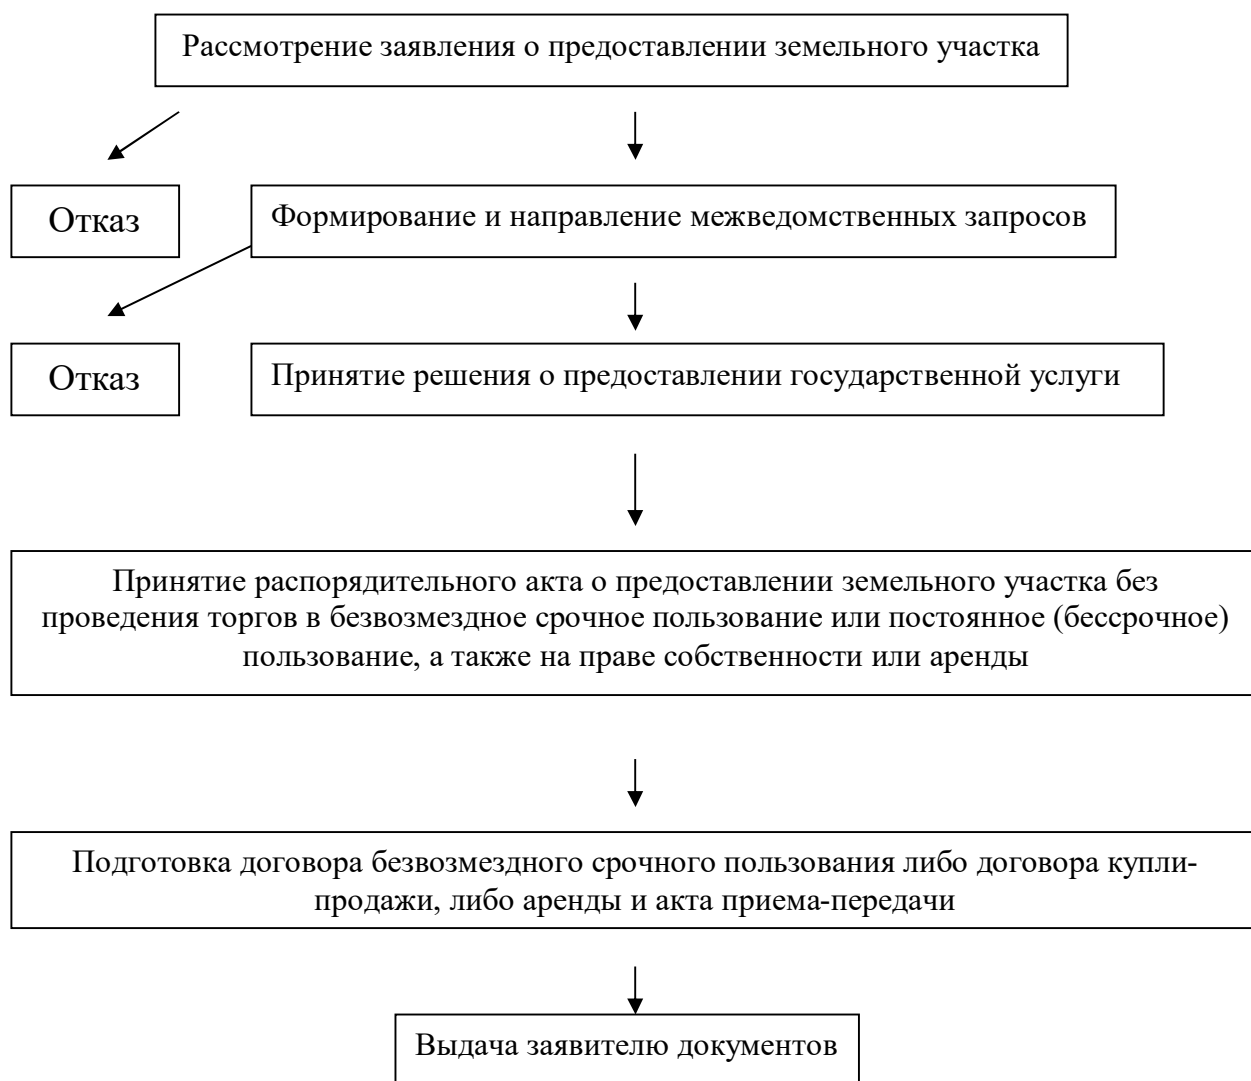 Рассмотрение заявления о предоставлении земельного участка
Отказ
Формирование и направление межведомственных запросов
Отказ
Принятие решения о предоставлении государственной услуги
Принятие распорядительного акта о предоставлении земельного участка без
проведения торгов в безвозмездное срочное пользование или постоянное (бессрочное)
пользование, а также на праве собственности или аренды
Подготовка договора безвозмездного срочного пользования либо договора купли-
продажи, либо аренды и акта приема-передачи
Выдача заявителю документов